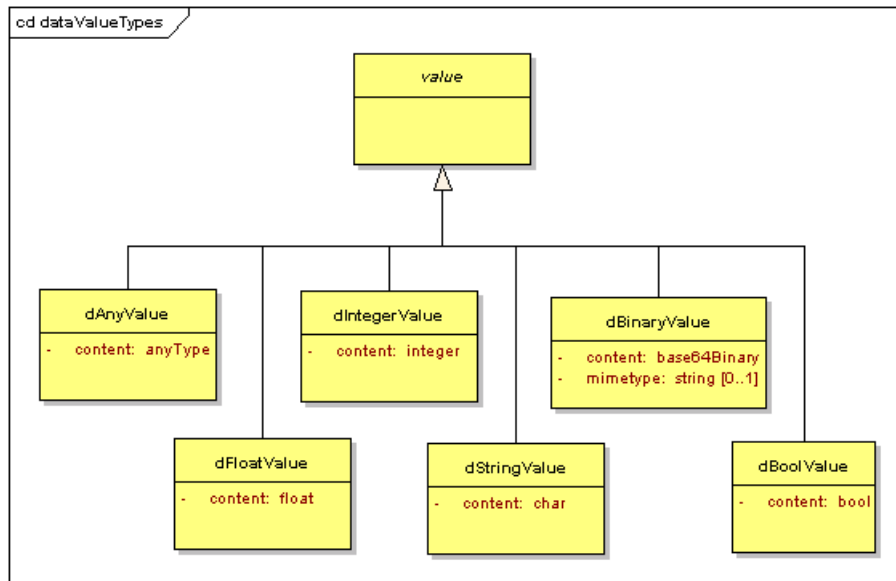 cd dataValueTypes
value
dAnyValue
- content: anyType
dIntegerValue
- content: integer
dBinaryValue
- content: base64Binary
- mimetype: string [0..1]
dFloatValue
- content: float
dStringValue
- content: char
dBoolValue
- content: bool